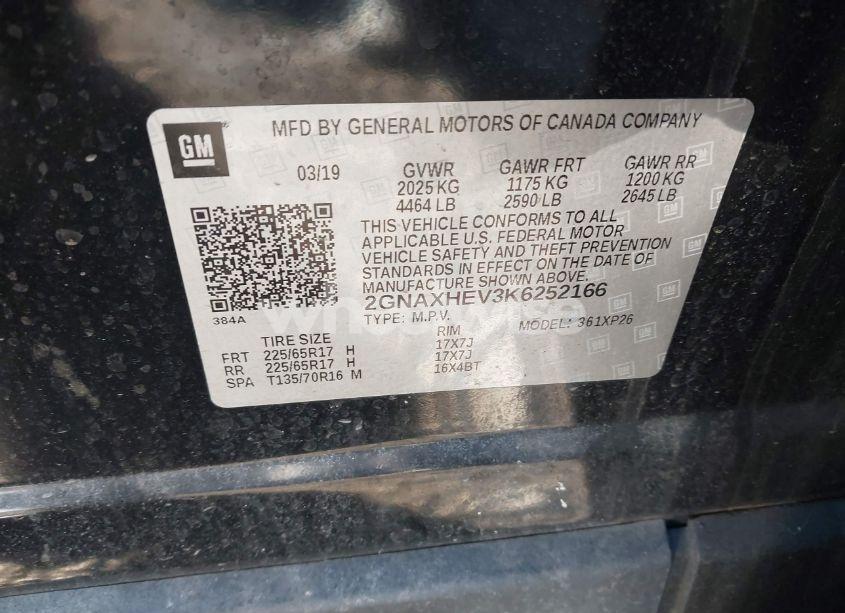 GM
MFD BY GENERAL MOTORS OF CANADA COMPANY
03/19 GVWR GAWR FRT GAWR RR
2025 KG 1175 KG 1200 KG
4464 LB 2590 LB 2645 LB
THIS VEHICLE CONFORMS TO ALL
APPLICABLE U.S. FEDERAL MOTOR
VEHICLE SAFETY AND THEFT PREVENTION
STANDARDS IN EFFECT ON THE DATE OF
MANUFACTURE SHOWN ABOVE.
2GNAXHEV3K6252166
384A TYPE: M.P.V. MODEL: 361XP26
TIRE SIZE RIM
FRT 225/65R17 H 17X7J
RR 225/65R17 H 17X7J
SPA T135/70R16 M 16X4BT